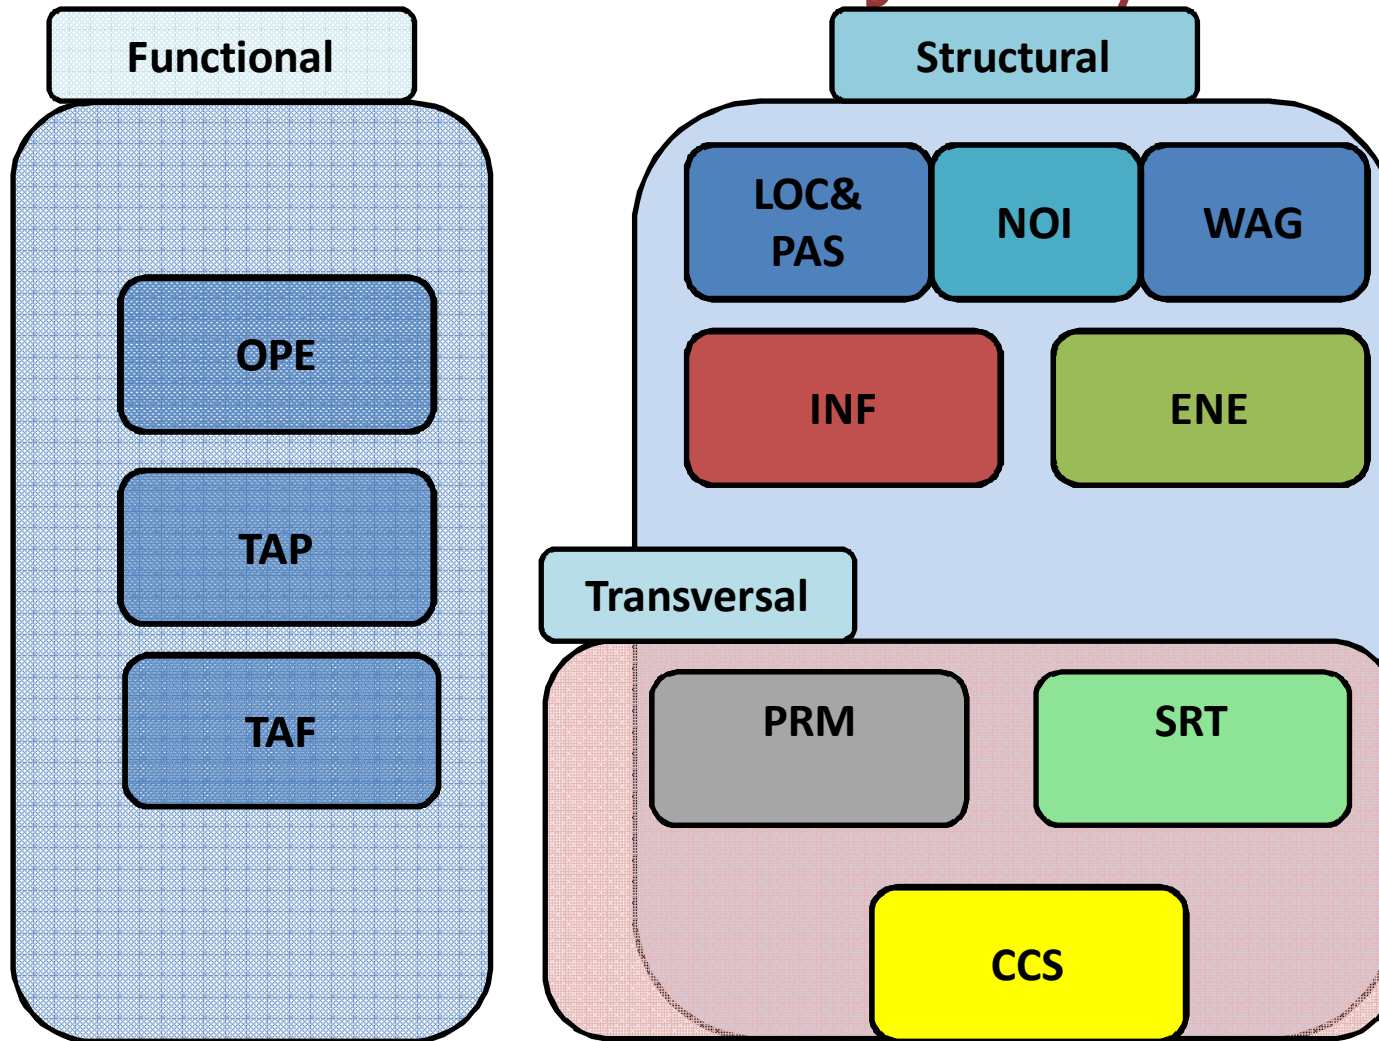 Functional
OPE
TAP
TAF
Structural
LOC&
PAS
NOI
WAG
INF
ENE
Transversal
PRM
SRT
CCS